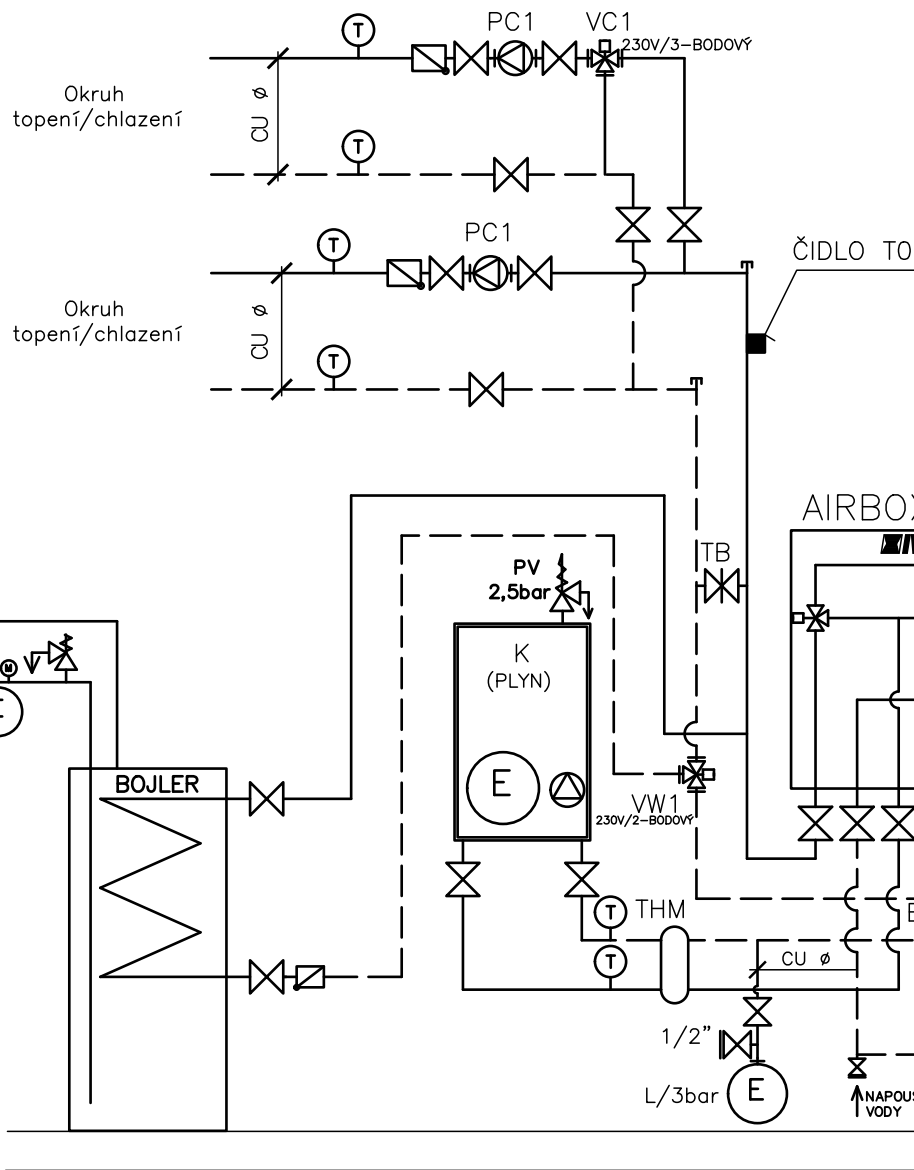 T
PC1
VC1
230V/3-BODOVÝ
Okruh
topení/chlazení
CU ø
T
PC1
ČIDLO TO
T
Okruh
topení/chlazení
CU ø
T
AIRBOX
TB
PV
2,5bar
K
(PLYN)
M
E
BOJLER
E
VW1
230V/2-BODOVÝ
T
THM
E
T
CU ø
1/2"
L/3bar
E
NAPOUŠ
VODY